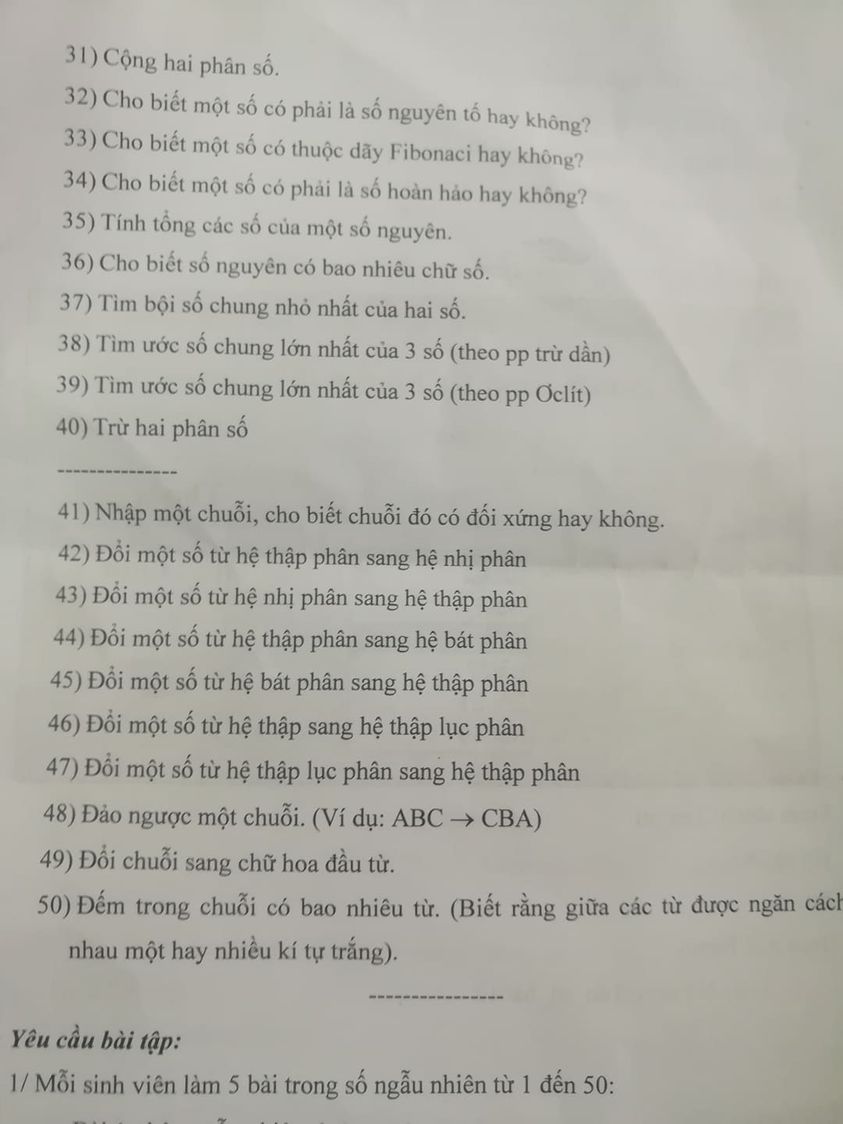 31) Cộng hai phân số.
32) Cho biết một số có phải là số nguyên tố hay không?
33) Cho biết một số có thuộc dãy Fibonaci hay không?
34) Cho biết một số có phải là số hoàn hảo hay không?
35) Tính tổng các số của một số nguyên.
36) Cho biết số nguyên có bao nhiêu chữ số.
37) Tìm bội số chung nhỏ nhất của hai số.
38) Tìm ước số chung lớn nhất của 3 số (theo pp trừ dần)
39) Tìm ước số chung lớn nhất của 3 số (theo pp Ơclít)
40) Trừ hai phân số
---------------
41) Nhập một chuỗi, cho biết chuỗi đó có đối xứng hay không.
42) Đổi một số từ hệ thập phân sang hệ nhị phân
43) Đổi một số từ hệ nhị phân sang hệ thập phân
44) Đổi một số từ hệ thập phân sang hệ bát phân
45) Đổi một số từ hệ bát phân sang hệ thập phân
46) Đổi một số từ hệ thập sang hệ thập lục phân
47) Đổi một số từ hệ thập lục phân sang hệ thập phân
48) Đảo ngược một chuỗi. (Ví dụ: ABC → CBA)
49) Đổi chuỗi sang chữ hoa đầu từ.
50) Đếm trong chuỗi có bao nhiêu từ. (Biết rằng giữa các từ được ngăn cách
nhau một hay nhiều kí tự trắng).
----------------
Yêu cầu bài tập:
1/ Mỗi sinh viên làm 5 bài trong số ngẫu nhiên từ 1 đến 50: